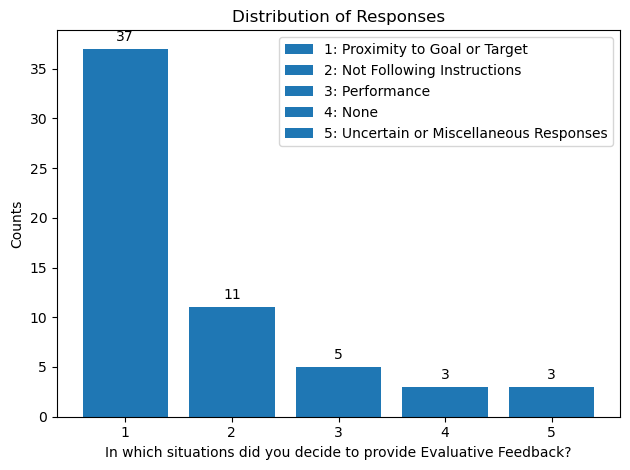 Distribution of Responses
37
1: Proximity to Goal or Target
2: Not Following Instructions
3: Performance
4: None
5: Uncertain or Miscellaneous Responses
35
30
25
20
15
10
5
0
Counts
11
5
3
3
1 2 3 4 5
In which situations did you decide to provide Evaluative Feedback?